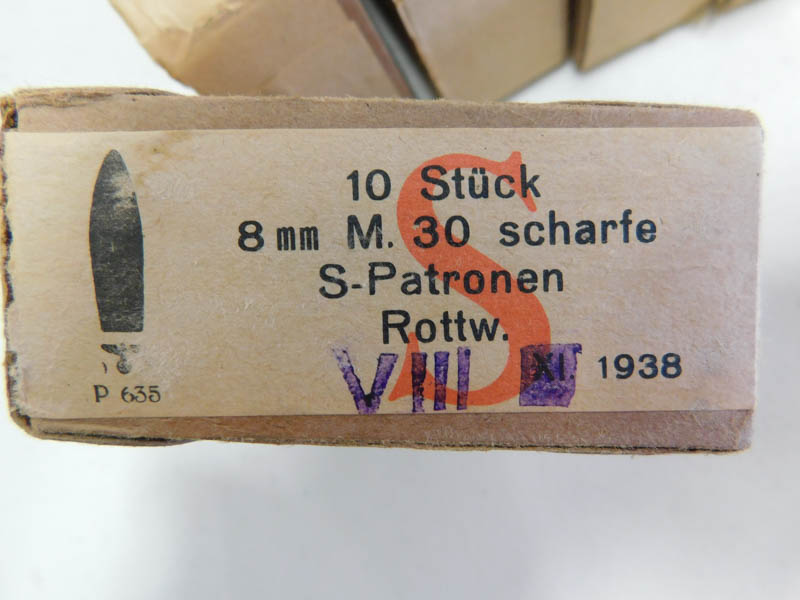 10 Stück
8 mm M. 30 scharfe
S-Patronen
Rottw.
VIII XI. 1938
P 635
S